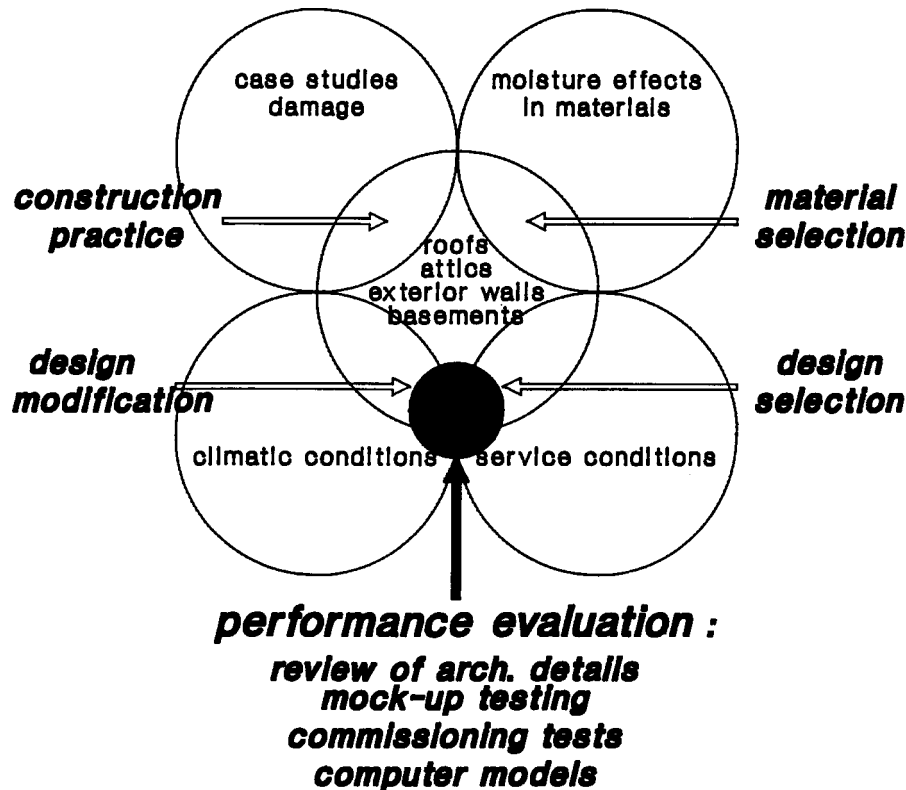 case studies
damage
moisture effects
in materials
construction
practice
material
selection
roofs
attics
exterior walls
basements
design
modification
design
selection
climatic conditions
service conditions
performance evaluation :
review of arch. details
mock-up testing
commissioning tests
computer models